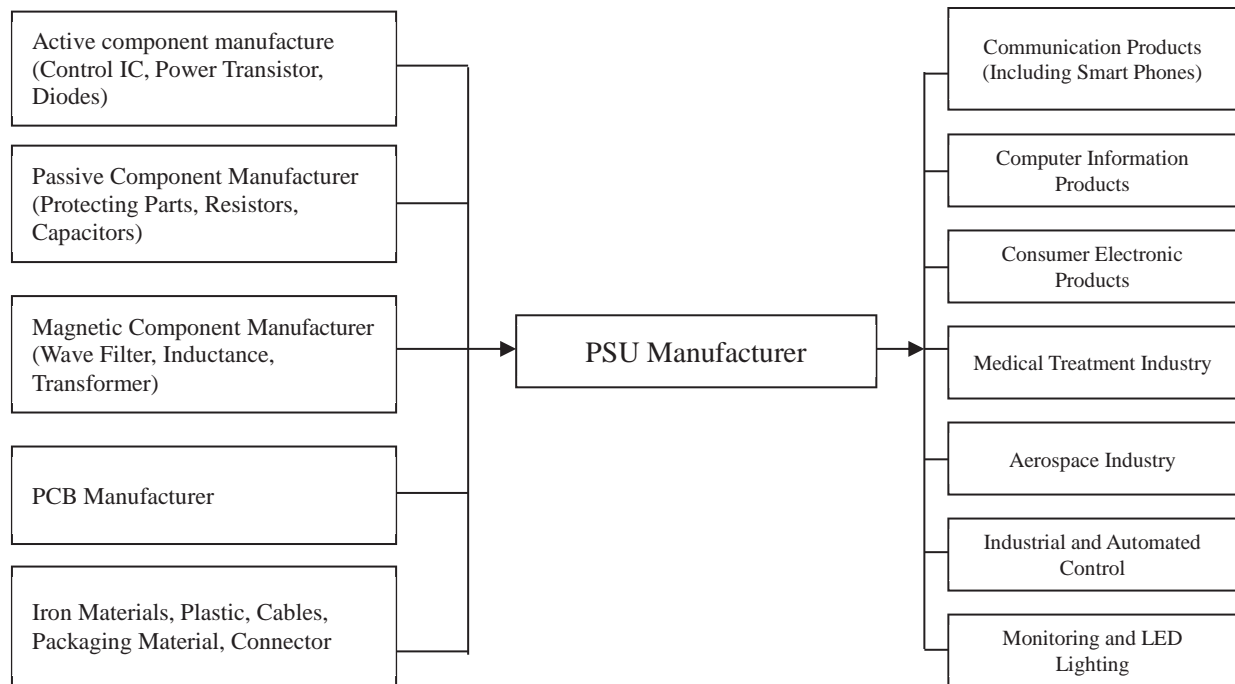 Active component manufacture
(Control IC, Power Transistor,
Diodes)
Passive Component Manufacturer
(Protecting Parts, Resistors,
Capacitors)
Magnetic Component Manufacturer
(Wave Filter, Inductance,
Transformer)
PCB Manufacturer
Iron Materials, Plastic, Cables,
Packaging Material, Connector
PSU Manufacturer
Communication Products
(Including Smart Phones)
Computer Information
Products
Consumer Electronic
Products
Medical Treatment Industry
Aerospace Industry
Industrial and Automated
Control
Monitoring and LED
Lighting